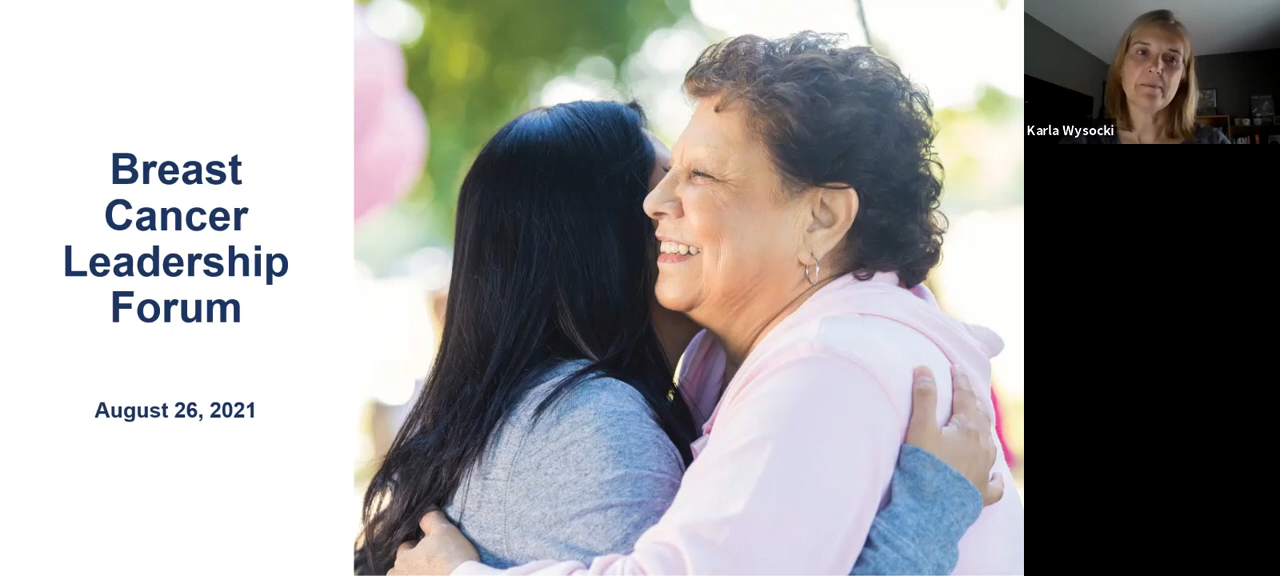 Breast
Cancer
Leadership
Forum
August 26, 2021
Karla Wysocki